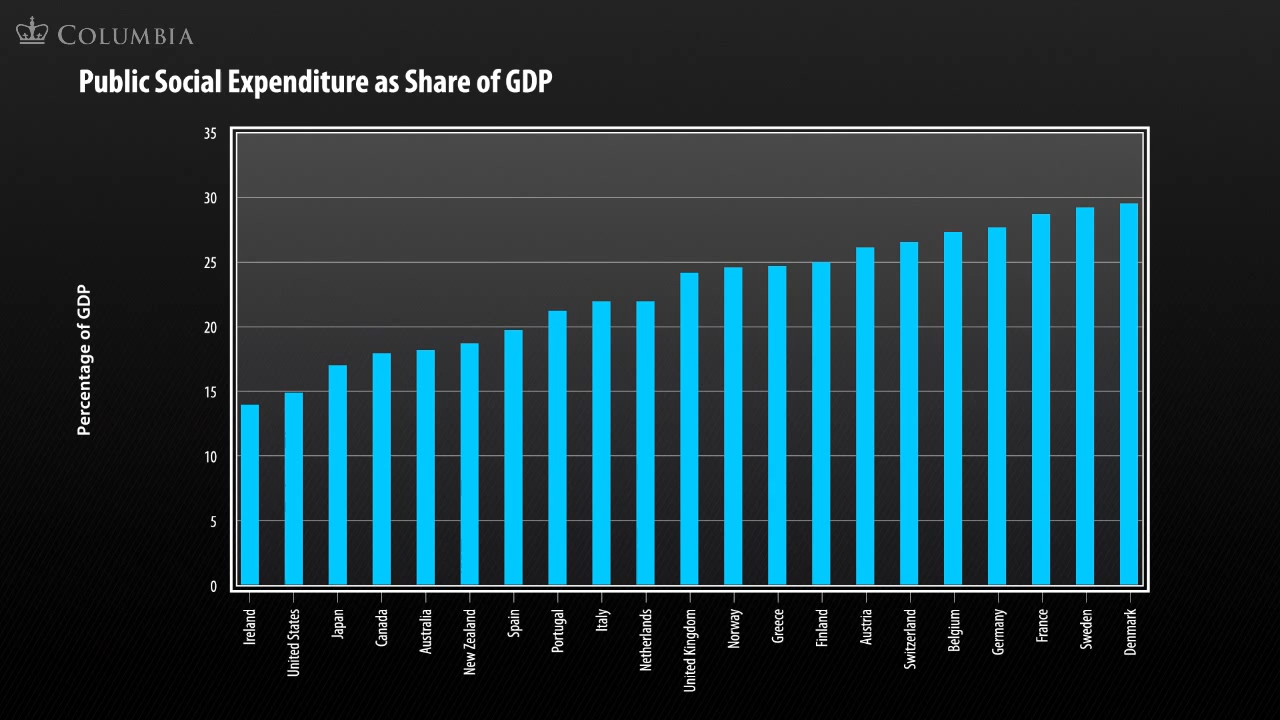 COLUMBIA
Public Social Expenditure as Share of GDP
Percentage of GDP
35
30
25
20
15
10
5
0
Ireland
United States
Japan
Canada
Australia
New Zealand
Spain
Portugal
Italy
Netherlands
United Kingdom
Norway
Greece
Finland
Austria
Switzerland
Belgium
Germany
France
Sweden
Denmark